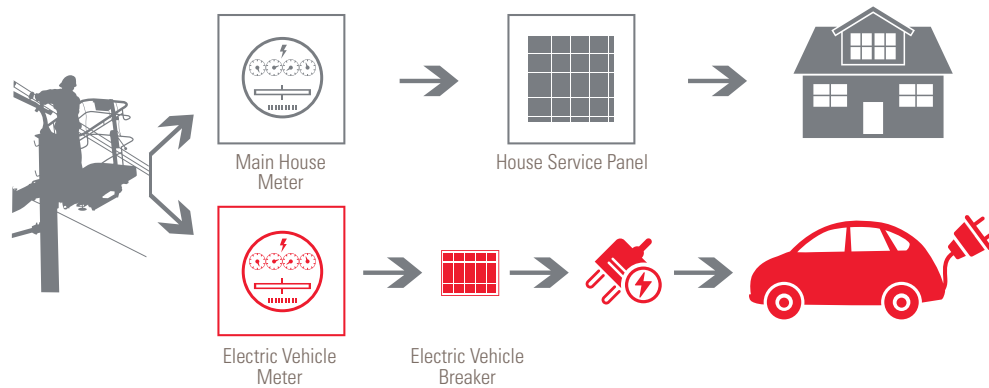 Main House
Meter
House Service Panel
Electric Vehicle
Meter
Electric Vehicle
Breaker